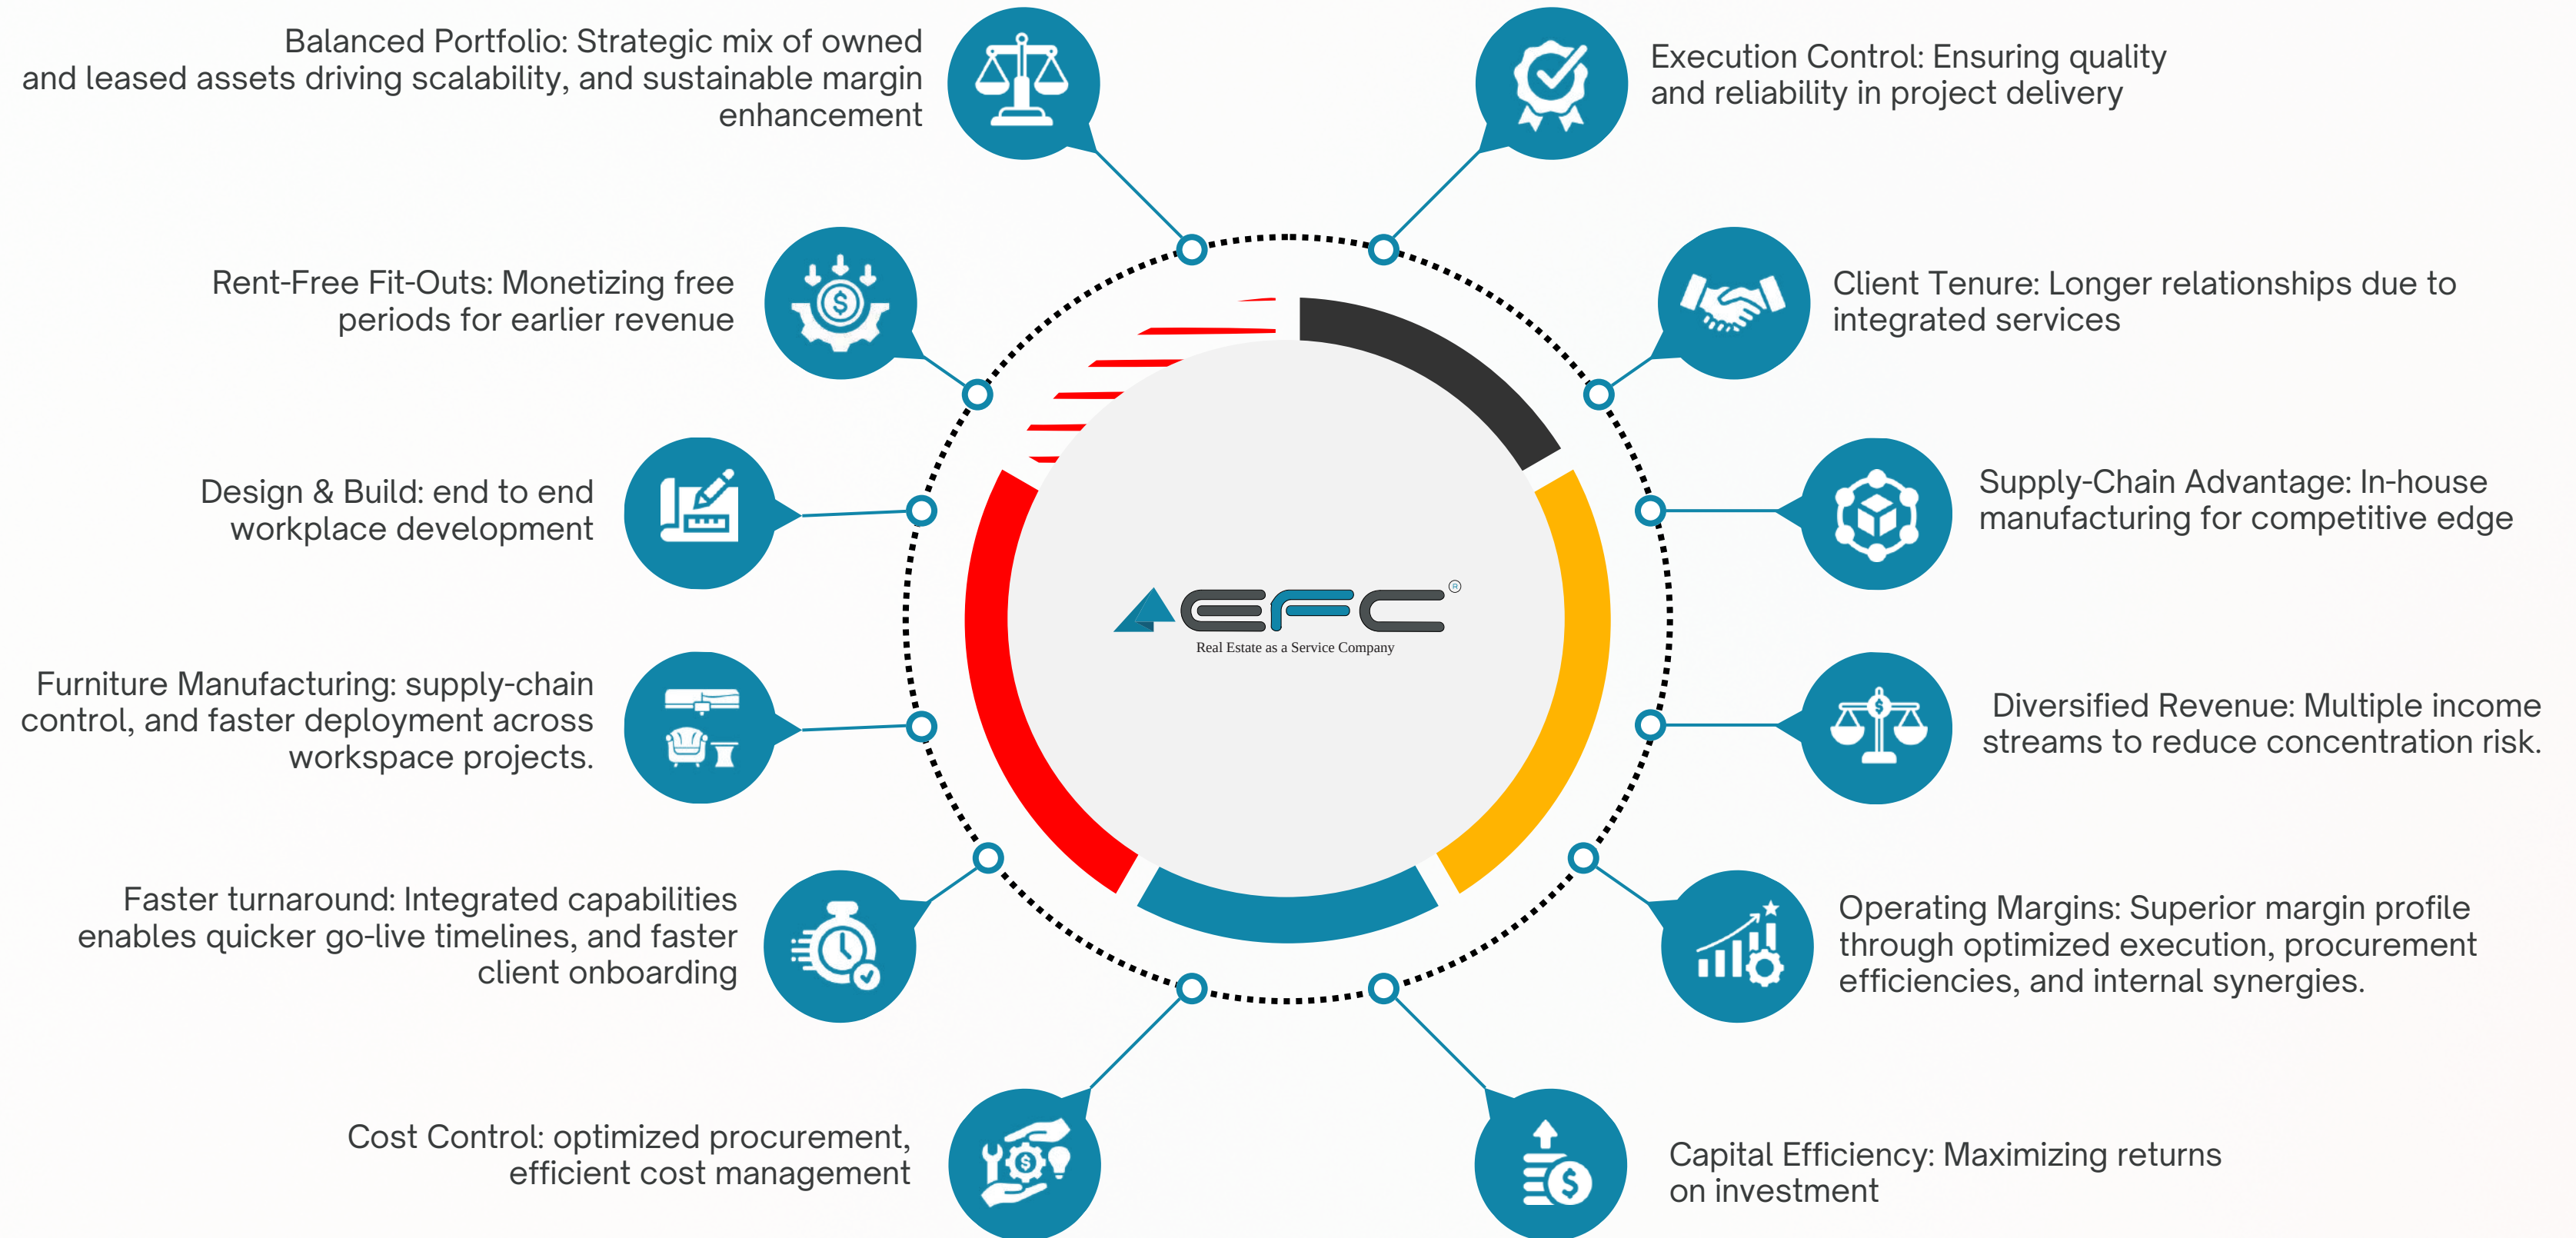 Balanced Portfolio: Strategic mix of owned
and leased assets driving scalability, and sustainable margin
enhancement
Rent-Free Fit-Outs: Monetizing free
periods for earlier revenue
Design & Build: end to end
workplace development
Furniture Manufacturing: supply-chain
control, and faster deployment across
workspace projects.
Faster turnaround: Integrated capabilities
enables quicker go-live timelines, and faster
client onboarding
Cost Control: optimized procurement,
efficient cost management
EFC®
Real Estate as a Service Company
Execution Control: Ensuring quality
and reliability in project delivery
Client Tenure: Longer relationships due to
integrated services
Supply-Chain Advantage: In-house
manufacturing for competitive edge
Diversified Revenue: Multiple income
streams to reduce concentration risk.
Operating Margins: Superior margin profile
through optimized execution, procurement
efficiencies, and internal synergies.
Capital Efficiency: Maximizing returns
on investment